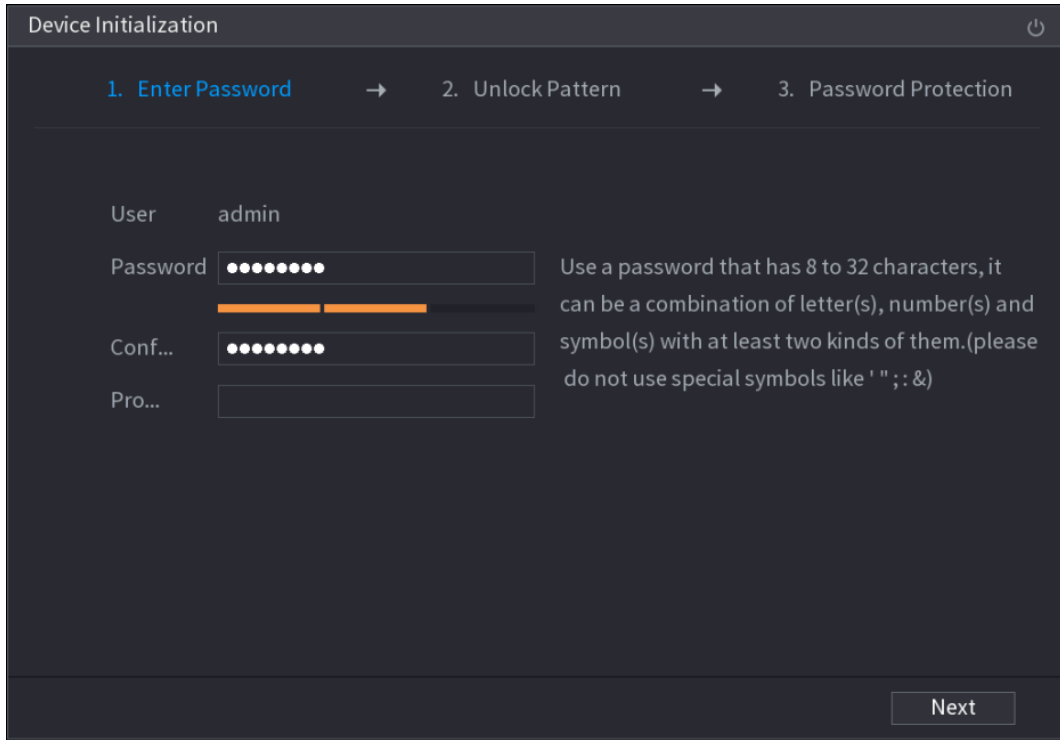 Device Initialization
1. Enter Password → 2. Unlock Pattern → 3. Password Protection
User admin
Password ●●●●●●●●
Use a password that has 8 to 32 characters, it
can be a combination of letter(s), number(s) and
symbol(s) with at least two kinds of them.(please
do not use special symbols like ' " ; : &)
Conf... ●●●●●●●●
Pro...
Next